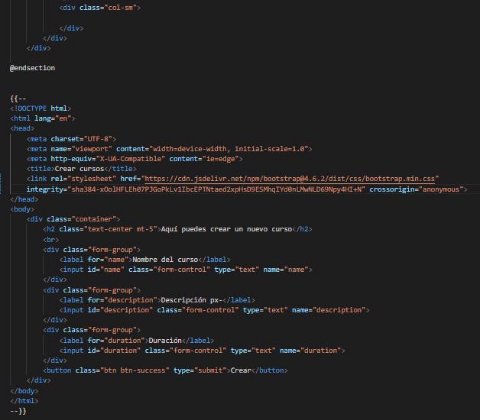 <div class="col-sm">
</div>
</div>
</div>
@endsection
{{--
<!DOCTYPE html>
<html lang="en">
<head>
<meta charset="UTF-8">
<meta name="viewport" content="width=device-width, initial-scale=1.0">
<meta http-equiv="X-UA-Compatible" content="ie=edge">
<title>Crear cursos</title>
<link rel="stylesheet" href="https://cdn.jsdelivr.net/npm/bootstrap@4.6.2/dist/css/bootstrap.min.css"
integrity="sha384-xOolHFLEh07PJGoPkLv1IbcEPTNtaed2xpHsD9ESMhqIYd0nLMwNLD69Npy4HI+N" crossorigin="anonymous">
</head>
<body>
<div class="container">
<h2 class="text-center mt-5">Aquí puedes crear un nuevo curso</h2>
<br>
<div class="form-group">
<label for="name">Nombre del curso</label>
<input id="name" class="form-control" type="text" name="name">
</div>
<div class="form-group">
<label for="description">Descripción px-</label>
<input id="description" class="form-control" type="text" name="description">
</div>
<div class="form-group">
<label for="duration">Duración</label>
<input id="duration" class="form-control" type="text" name="duration">
</div>
<button class="btn btn-success" type="submit">Crear</button>
</div>
</body>
</html>
--}}